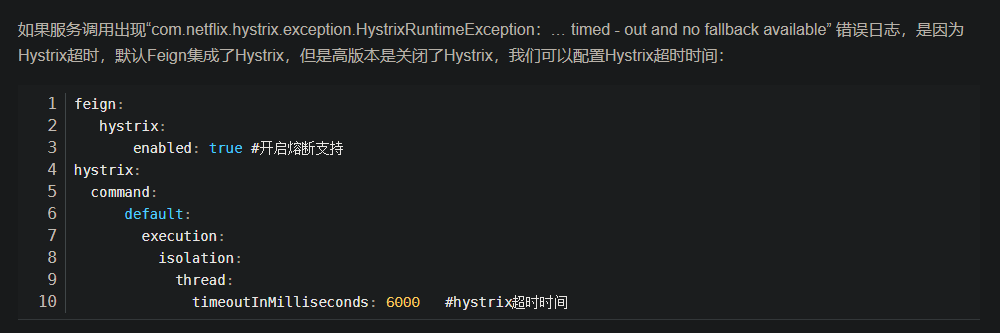 如果服务调用出现“com.netflix.hystrix.exception.HystrixRuntimeException：… timed - out and no fallback available” 错误日志，是因为
Hystrix超时，默认Feign集成了Hystrix，但是高版本是关闭了Hystrix，我们可以配置Hystrix超时时间：
1 feign:
2    hystrix:
3        enabled: true #开启熔断支持
4 hystrix:
5   command:
6       default:
7         execution:
8           isolation:
9             thread:
10               timeoutInMilliseconds: 6000   #hystrix超时时间